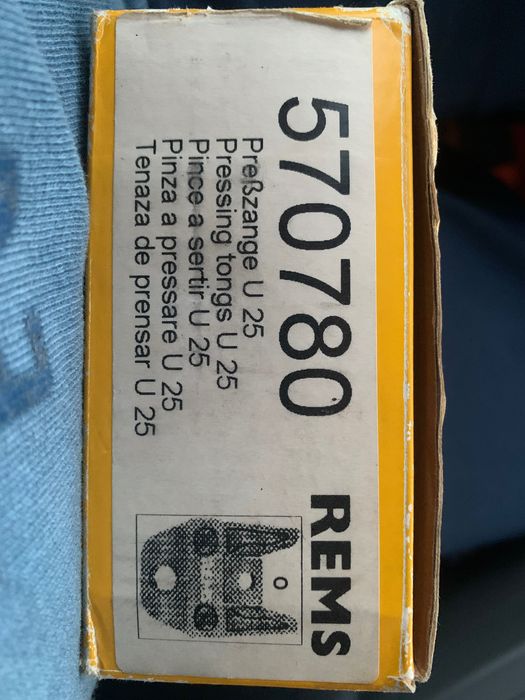 570780
REMS
Preßzange U 25
Pressing tongs U 25
Pince a sertir U 25
Pinza a pressare U 25
Tenaza de prensar U 25